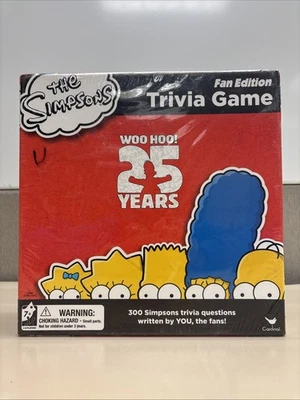 The
Simpsons
Fan Edition
Trivia Game
WOO HOO!
25
YEARS
U
7+
WARNING:
CHOKING HAZARD - Small parts.
Not for children under 3 years.
300 Simpsons trivia questions
written by YOU, the fans!
Cardinal